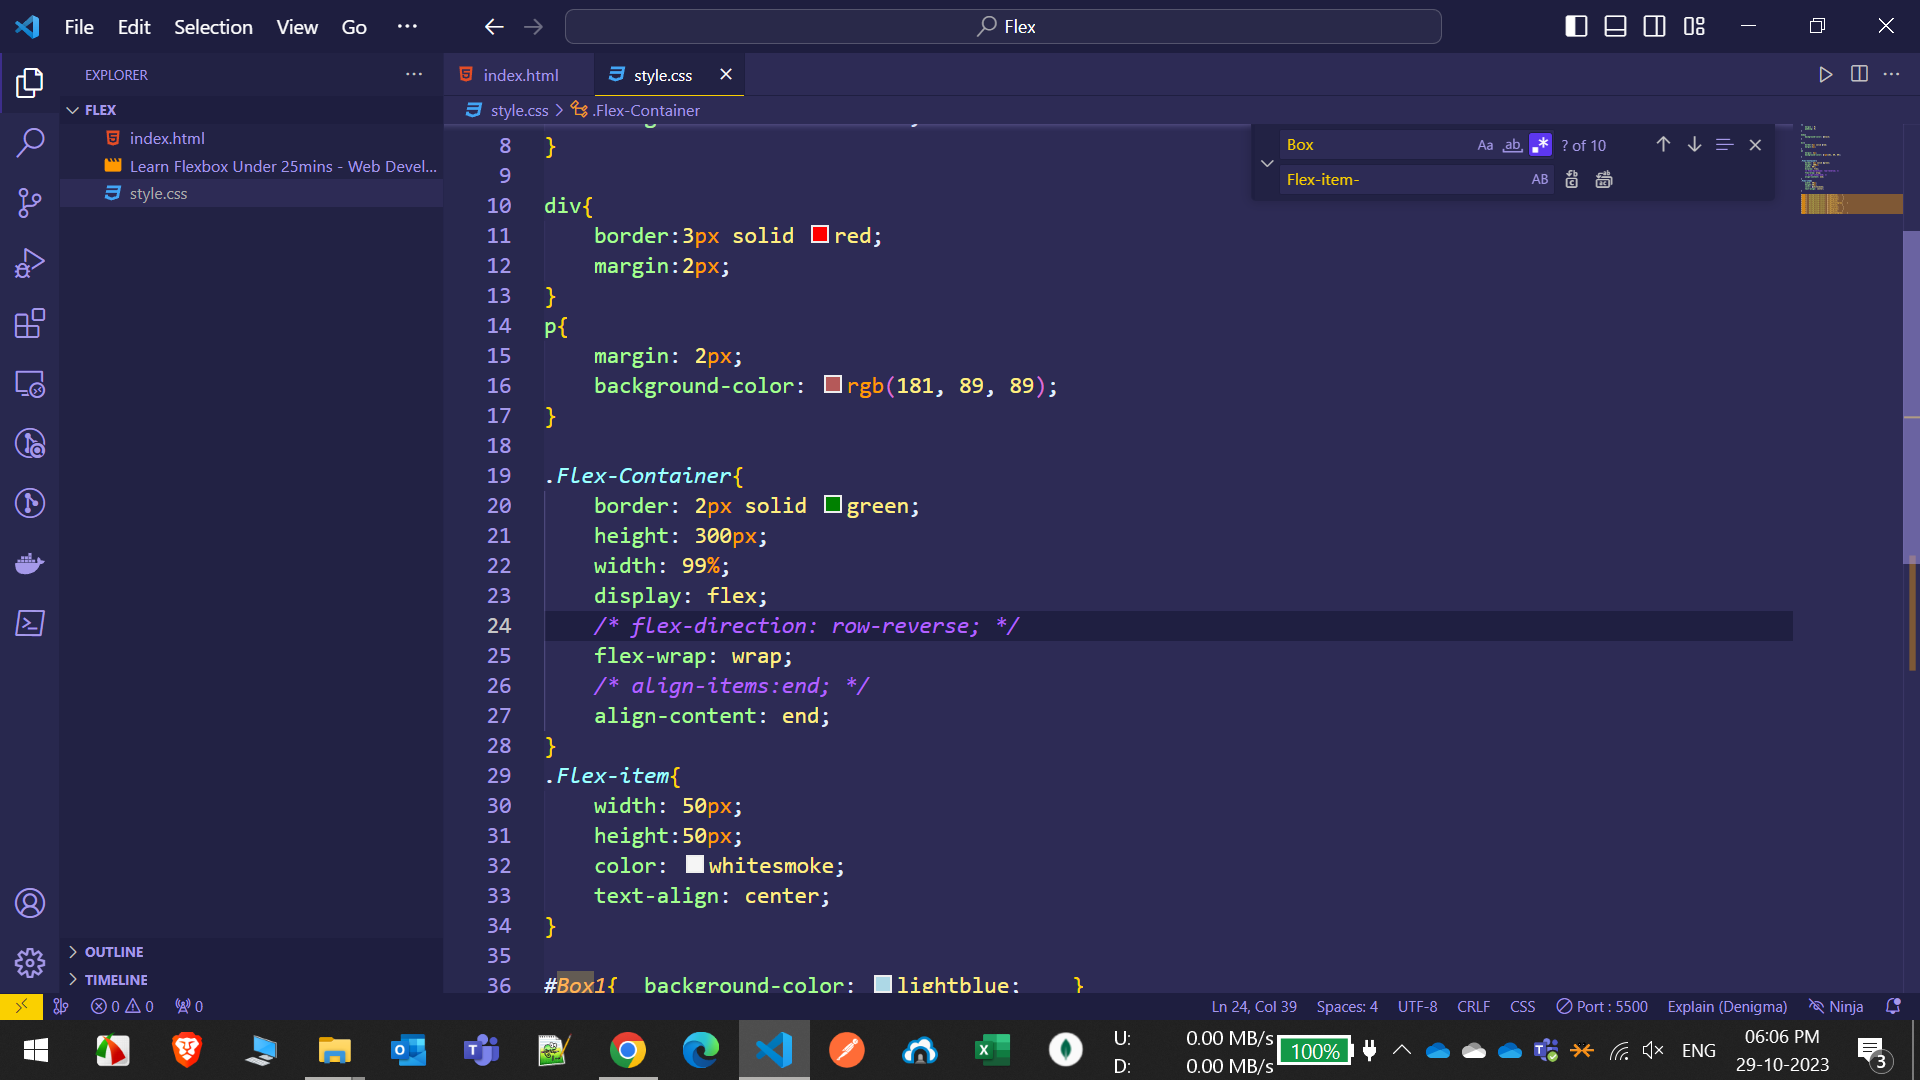 File Edit Selection View Go ···
Flex
EXPLORER
FLEX
index.html
Learn Flexbox Under 25mins - Web Devel...
style.css
OUTLINE
TIMELINE
index.html
style.css
style.css > .Flex-Container
Box Aa ab .* ? of 10
Flex-item- AB
8 }
9
10 div{
11 border:3px solid red;
12 margin:2px;
13 }
14 p{
15 margin: 2px;
16 background-color: rgb(181, 89, 89);
17 }
18
19 .Flex-Container{
20 border: 2px solid green;
21 height: 300px;
22 width: 99%;
23 display: flex;
24 /* flex-direction: row-reverse; */
25 flex-wrap: wrap;
26 /* align-items:end; */
27 align-content: end;
28 }
29 .Flex-item{
30 width: 50px;
31 height:50px;
32 color: whitesmoke;
33 text-align: center;
34 }
35
36 #Box1{ background-color: lightblue; }
0 0 0
Ln 24, Col 39 Spaces: 4 UTF-8 CRLF CSS Port : 5500 Explain (Denigma) Ninja
U: 0.00 MB/s
D: 0.00 MB/s
100%
ENG
06:06 PM
29-10-2023
3